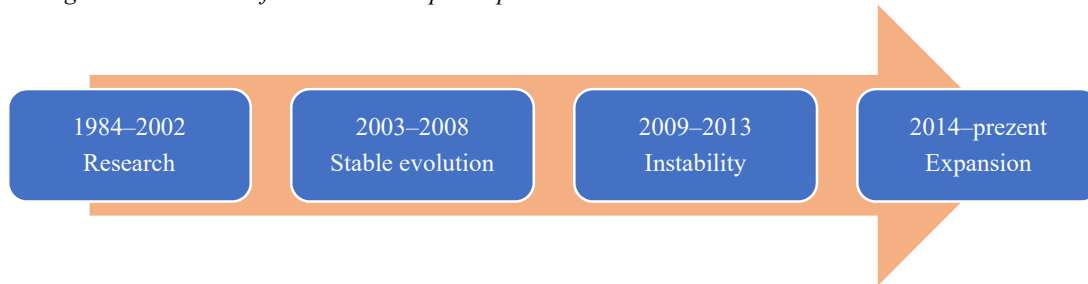 1984–2002
Research
2003–2008
Stable evolution
2009–2013
Instability
2014–prezent
Expansion